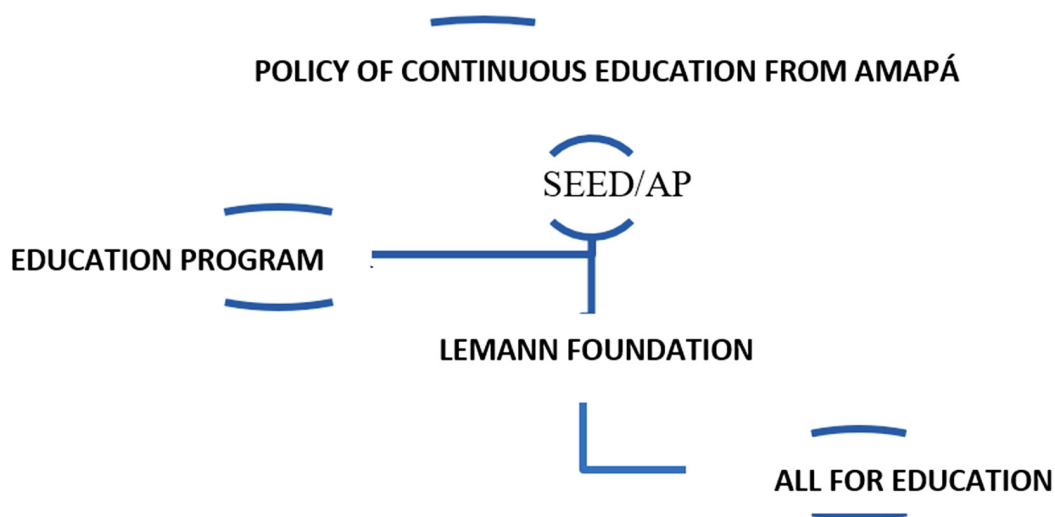 POLICY OF CONTINUOUS EDUCATION FROM AMAPÁ
SEED/AP
EDUCATION PROGRAM
LEMANN FOUNDATION
ALL FOR EDUCATION